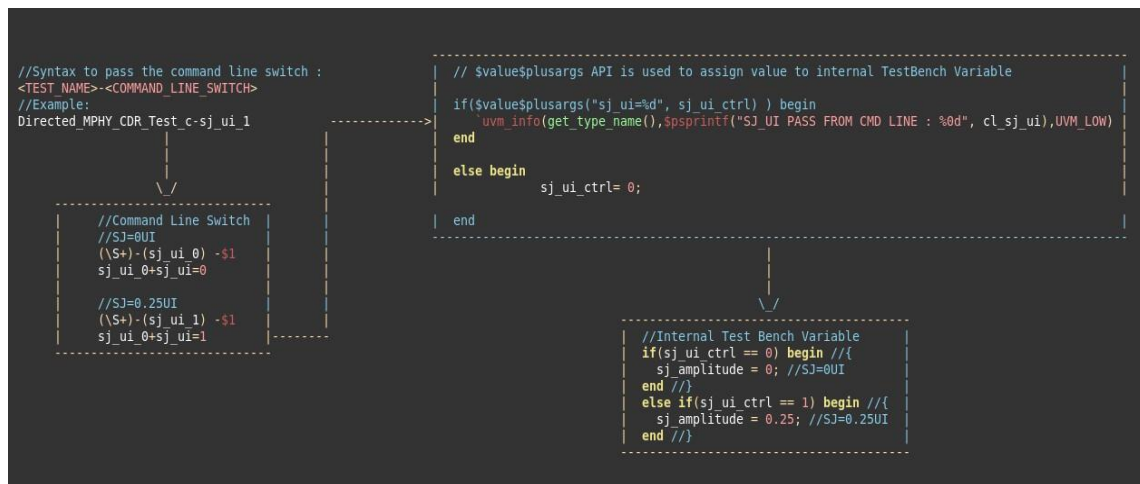 //Syntax to pass the command line switch :
<TEST_NAME>-<COMMAND_LINE_SWITCH>
//Example:
Directed_MPHY_CDR_Test_c-sj_ui_1
//Command Line Switch
//SJ=0UI
(\S+)-(sj_ui_0) -$1
sj_ui_0+sj_ui=0
//SJ=0.25UI
(\S+)-(sj_ui_1) -$1
sj_ui_0+sj_ui=1
// $value$plusargs API is used to assign value to internal TestBench Variable
if($value$plusargs("sj_ui=%d", sj_ui_ctrl) ) begin
`uvm_info(get_type_name(),$psprintf("SJ_UI PASS FROM CMD LINE : %0d", cl_sj_ui),UVM_LOW)
end
else begin
sj_ui_ctrl= 0;
end
//Internal Test Bench Variable
if(sj_ui_ctrl == 0) begin //{
sj_amplitude = 0; //SJ=0UI
end //}
else if(sj_ui_ctrl == 1) begin //{
sj_amplitude = 0.25; //SJ=0.25UI
end //}